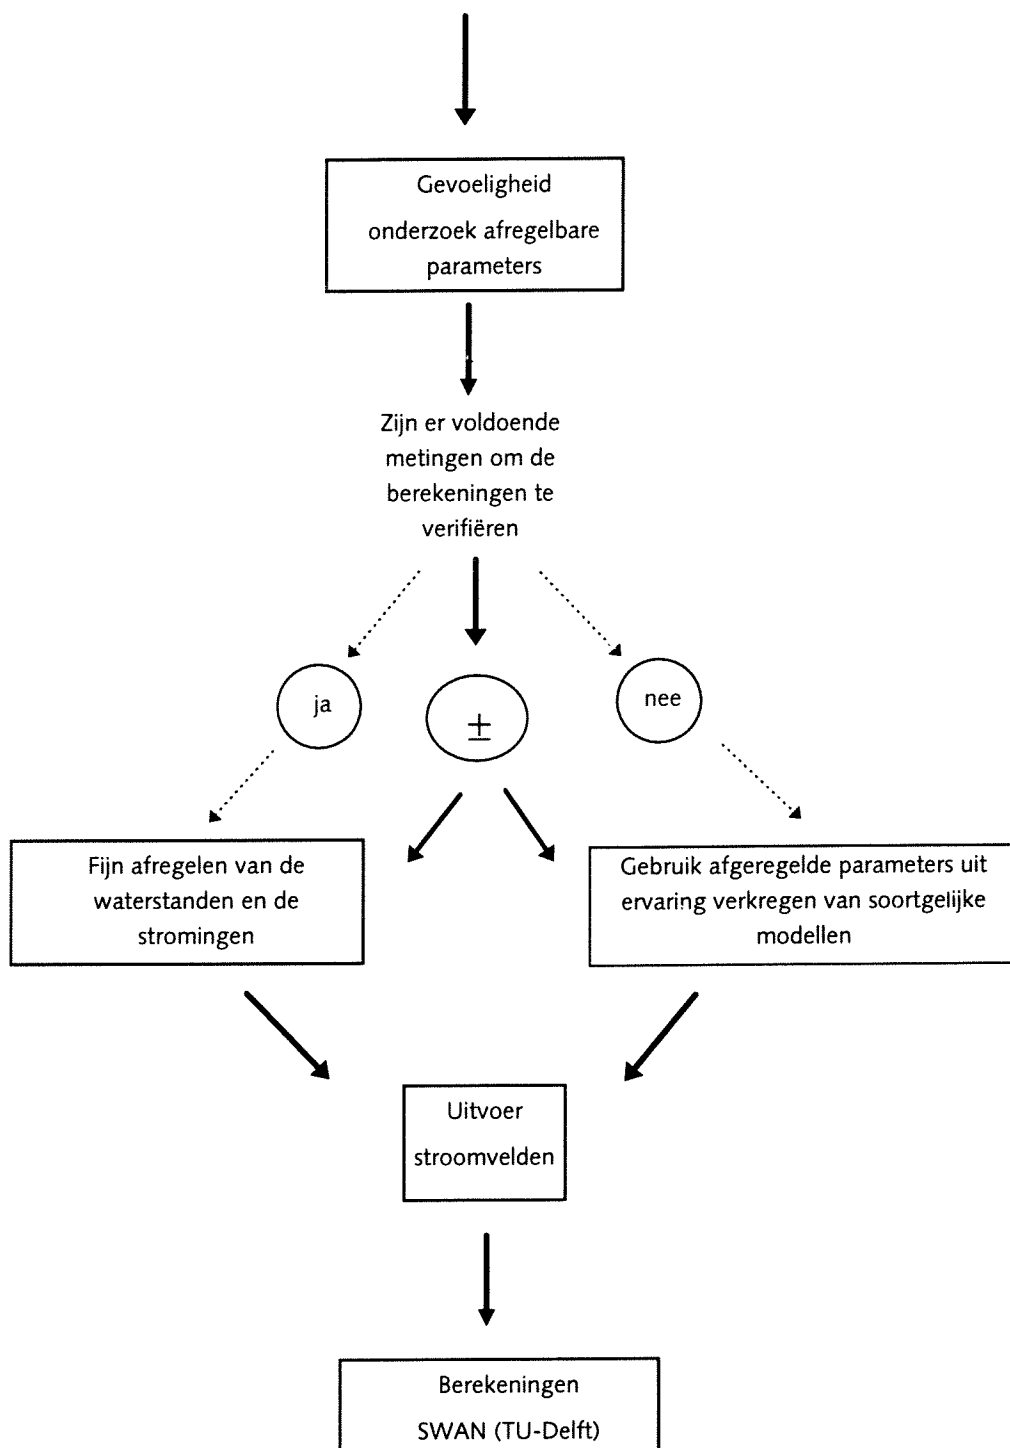 Gevoeligheid
onderzoek afregelbare
parameters
Zijn er voldoende
metingen om de
berekeningen te
verifiëren
ja
±
nee
Fijn afregelen van de
waterstanden en de
stromingen
Gebruik afgeregelde parameters uit
ervaring verkregen van soortgelijke
modellen
Uitvoer
stroomvelden
Berekeningen
SWAN (TU-Delft)